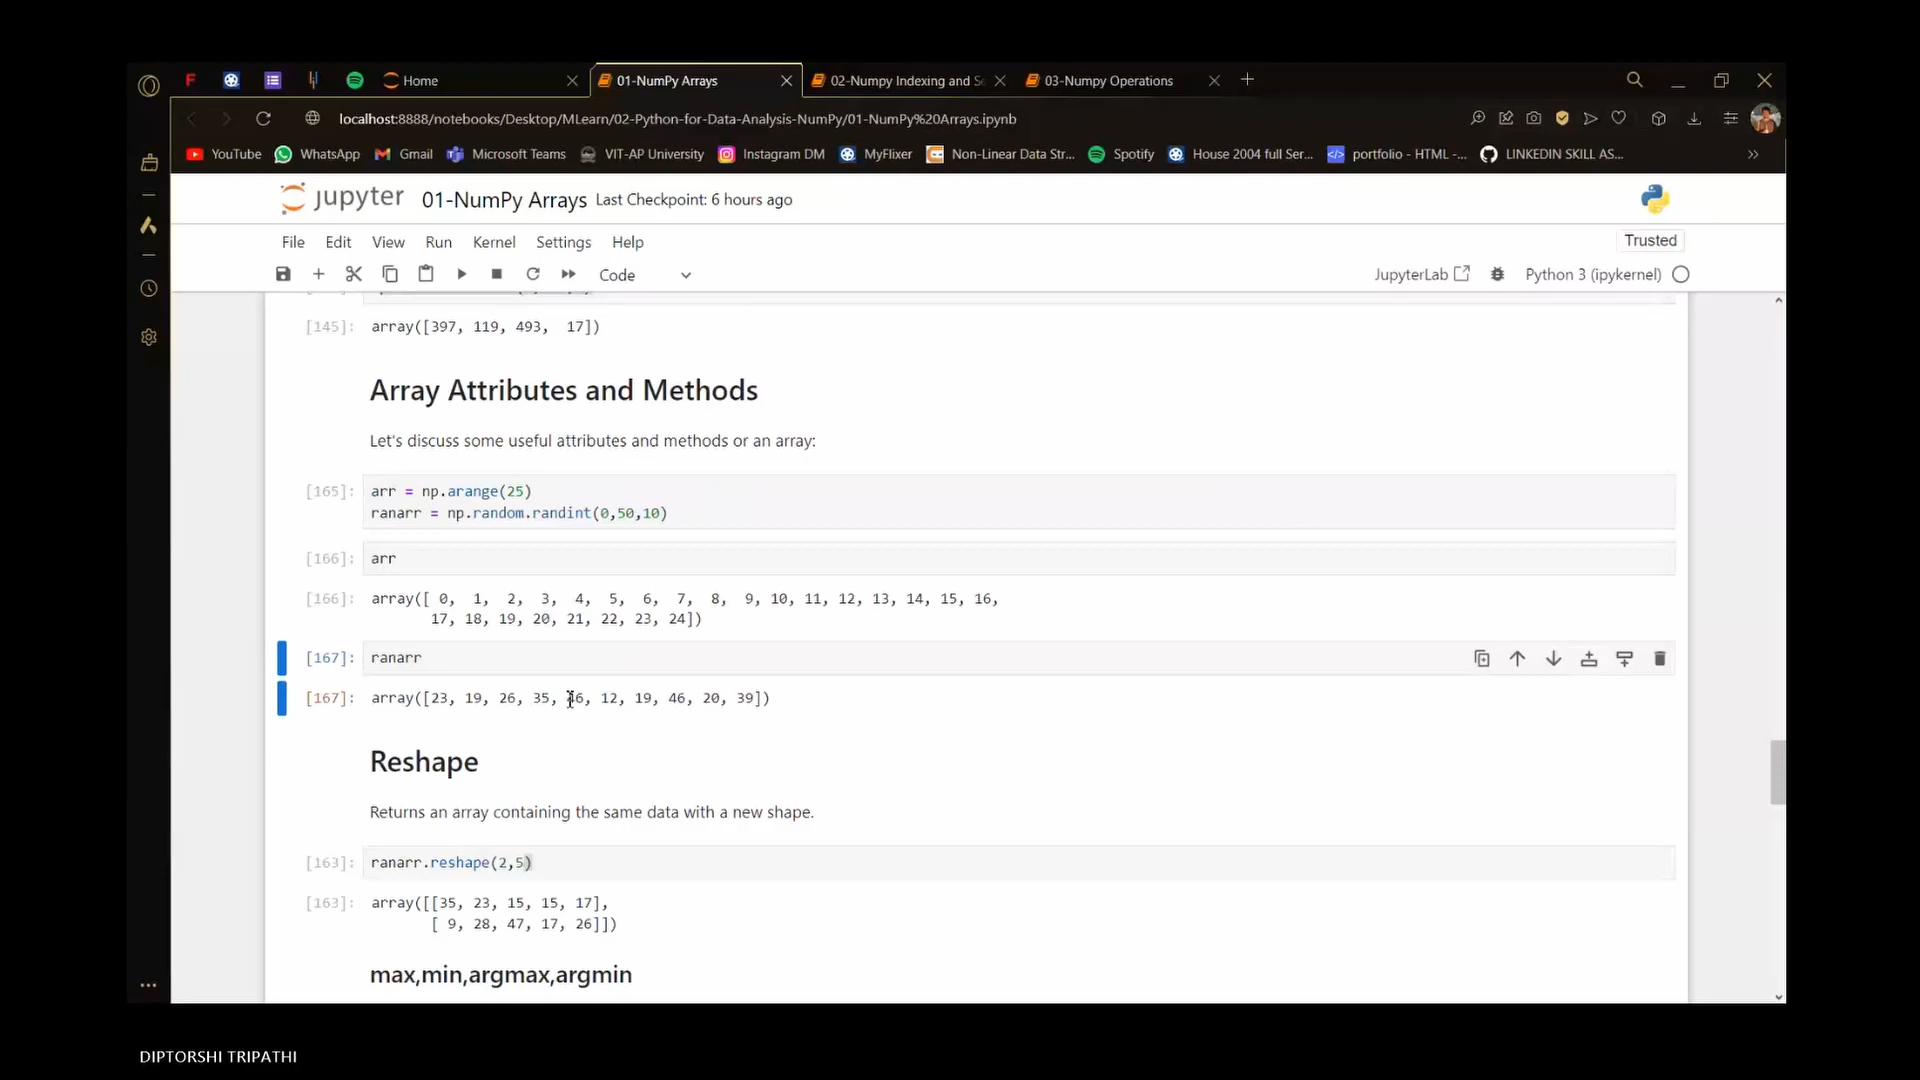 Home
01-NumPy Arrays
02-Numpy Indexing and Se
03-Numpy Operations
localhost:8888/notebooks/Desktop/MLearn/02-Python-for-Data-Analysis-NumPy/01-NumPy%20Arrays.ipynb
YouTube WhatsApp Gmail Microsoft Teams VIT-AP University Instagram DM MyFlixer Non-Linear Data Str... Spotify House 2004 full Ser... portfolio - HTML -... LINKEDIN SKILL AS...
jupyter 01-NumPy Arrays Last Checkpoint: 6 hours ago
File Edit View Run Kernel Settings Help
Trusted
Code
JupyterLab
Python 3 (ipykernel)
[145]: array([397, 119, 493,  17])
Array Attributes and Methods
Let's discuss some useful attributes and methods or an array:
[165]: arr = np.arange(25)
ranarr = np.random.randint(0,50,10)
[166]: arr
[166]: array([ 0,  1,  2,  3,  4,  5,  6,  7,  8,  9, 10, 11, 12, 13, 14, 15, 16,
17, 18, 19, 20, 21, 22, 23, 24])
[167]: ranarr
[167]: array([23, 19, 26, 35, 46, 12, 19, 46, 20, 39])
Reshape
Returns an array containing the same data with a new shape.
[163]: ranarr.reshape(2,5)
[163]: array([[35, 23, 15, 15, 17],
[ 9, 28, 47, 17, 26]])
max,min,argmax,argmin
DIPTORSHI TRIPATHI